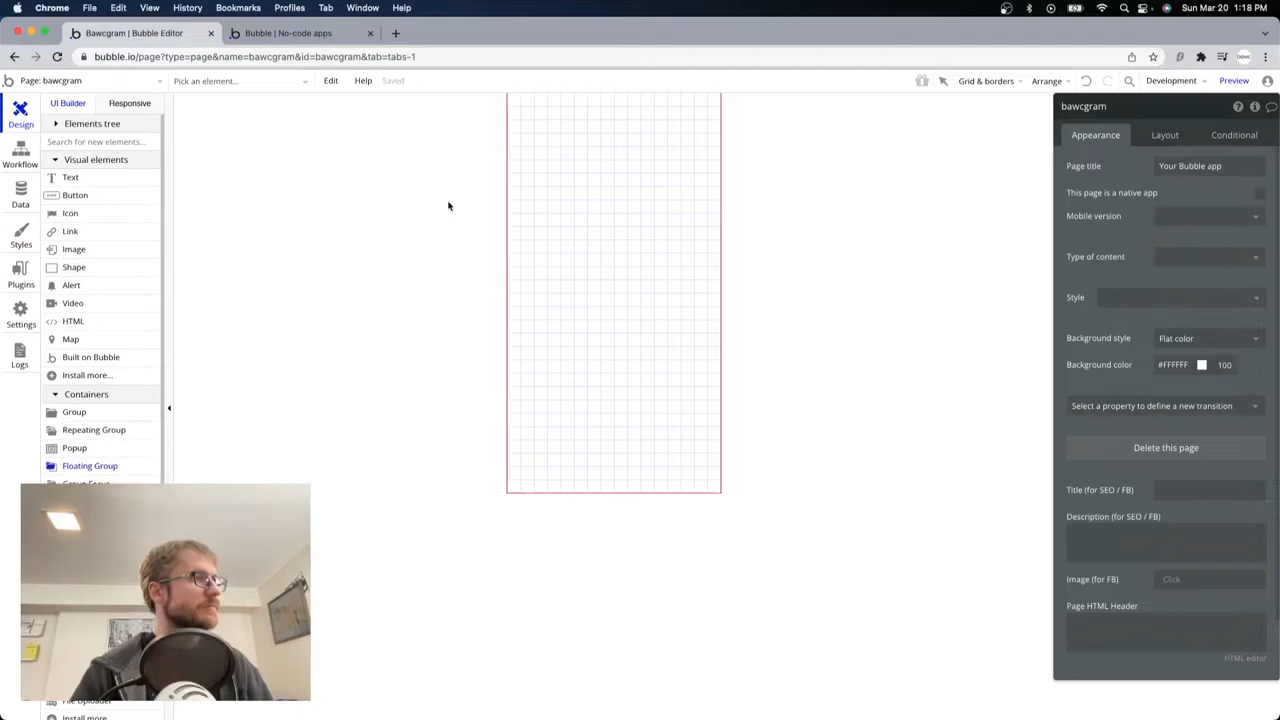 Chrome File Edit View History Bookmarks Profiles Tab Window Help Sun Mar 20 1:18 PM
Bawcgram | Bubble Editor Bubble | No-code apps
bubble.io/page?type=page&name=bawcgram&id=bawcgram&tab=tabs-1
Page: bawcgram Pick an element... Edit Help Saved Grid & borders Arrange Development Preview
Design
Workflow
Data
Styles
Plugins
Settings
Logs
UI Builder Responsive
Elements tree
Search for new elements...
Visual elements
Text
Button
Icon
Link
Image
Shape
Alert
Video
</> HTML
Map
Built on Bubble
Install more...
Containers
Group
Repeating Group
Popup
Floating Group
Install more
bawcgram
Appearance Layout Conditional
Page title Your Bubble app
This page is a native app
Mobile version
Type of content
Style
Background style Flat color
Background color #FFFFFF 100
Select a property to define a new transition
Delete this page
Title (for SEO / FB)
Description (for SEO / FB)
Image (for FB) Click
Page HTML Header
HTML editor